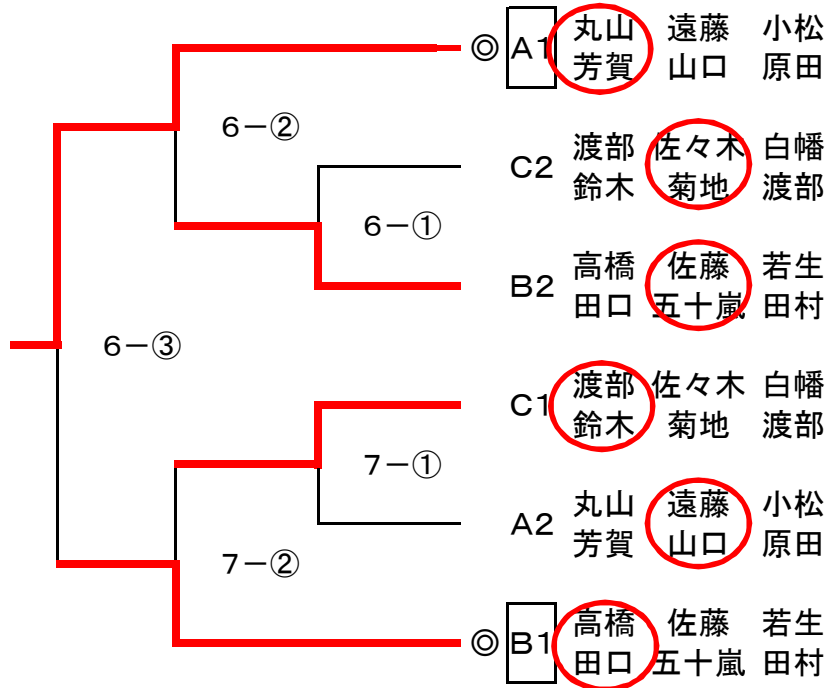 ◎ A1 丸山 遠藤 小松
芳賀 山口 原田
6-②
C2 渡部 佐々木 白幡
鈴木 菊地 渡部
6-①
B2 高橋 佐藤 若生
田口 五十嵐 田村
6-③
C1 渡部 佐々木 白幡
鈴木 菊地 渡部
7-①
A2 丸山 遠藤 小松
芳賀 山口 原田
7-②
◎ B1 高橋 佐藤 若生
田口 五十嵐 田村